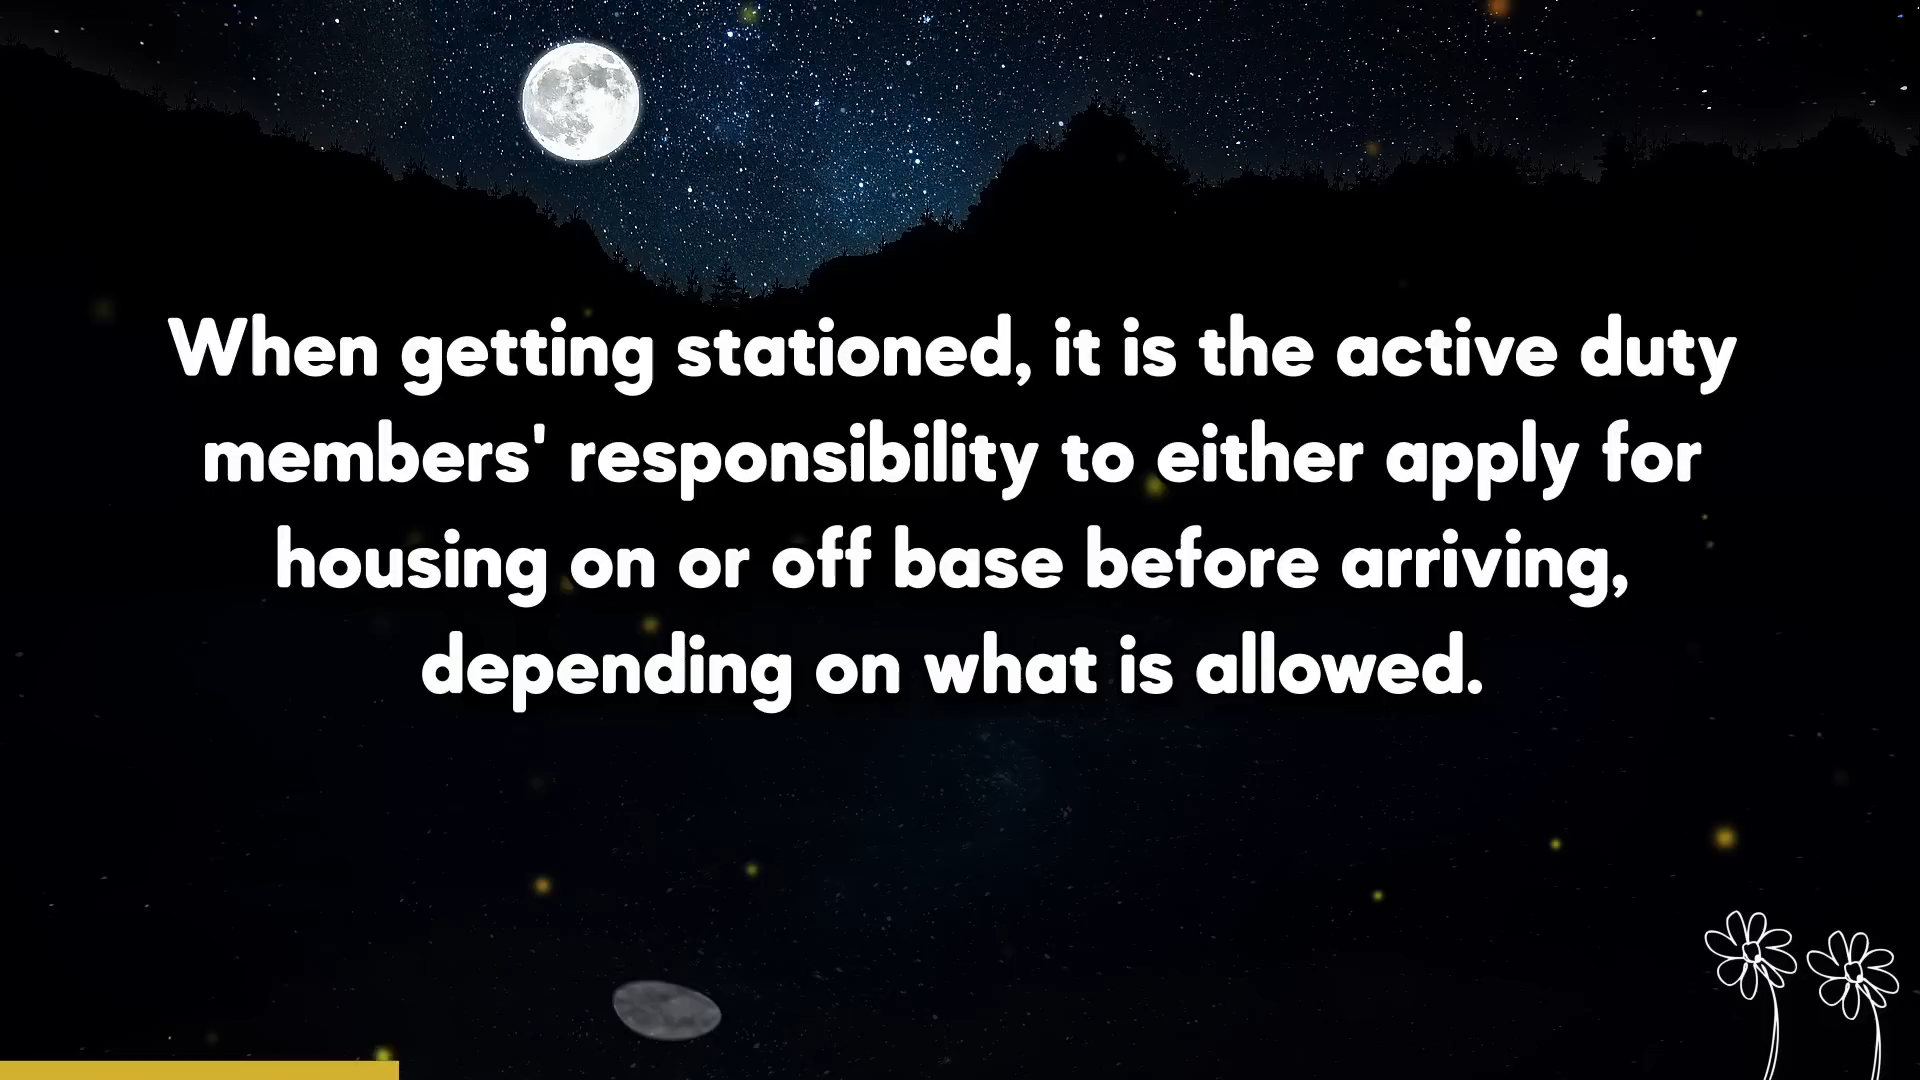 When getting stationed, it is the active duty
members' responsibility to either apply for
housing on or off base before arriving,
depending on what is allowed.